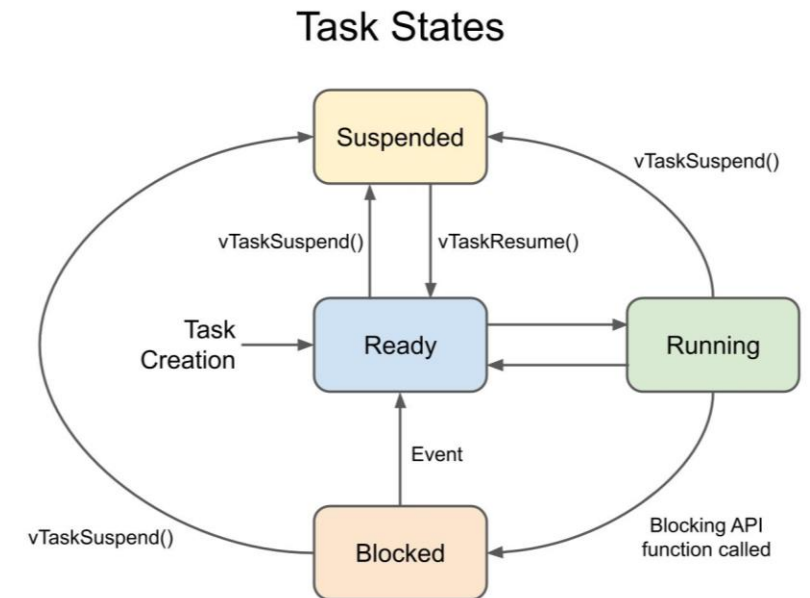 Task States
Suspended
vTaskSuspend()
vTaskSuspend()
vTaskResume()
Task
Creation
Ready
Running
Event
vTaskSuspend()
Blocked
Blocking API
function called